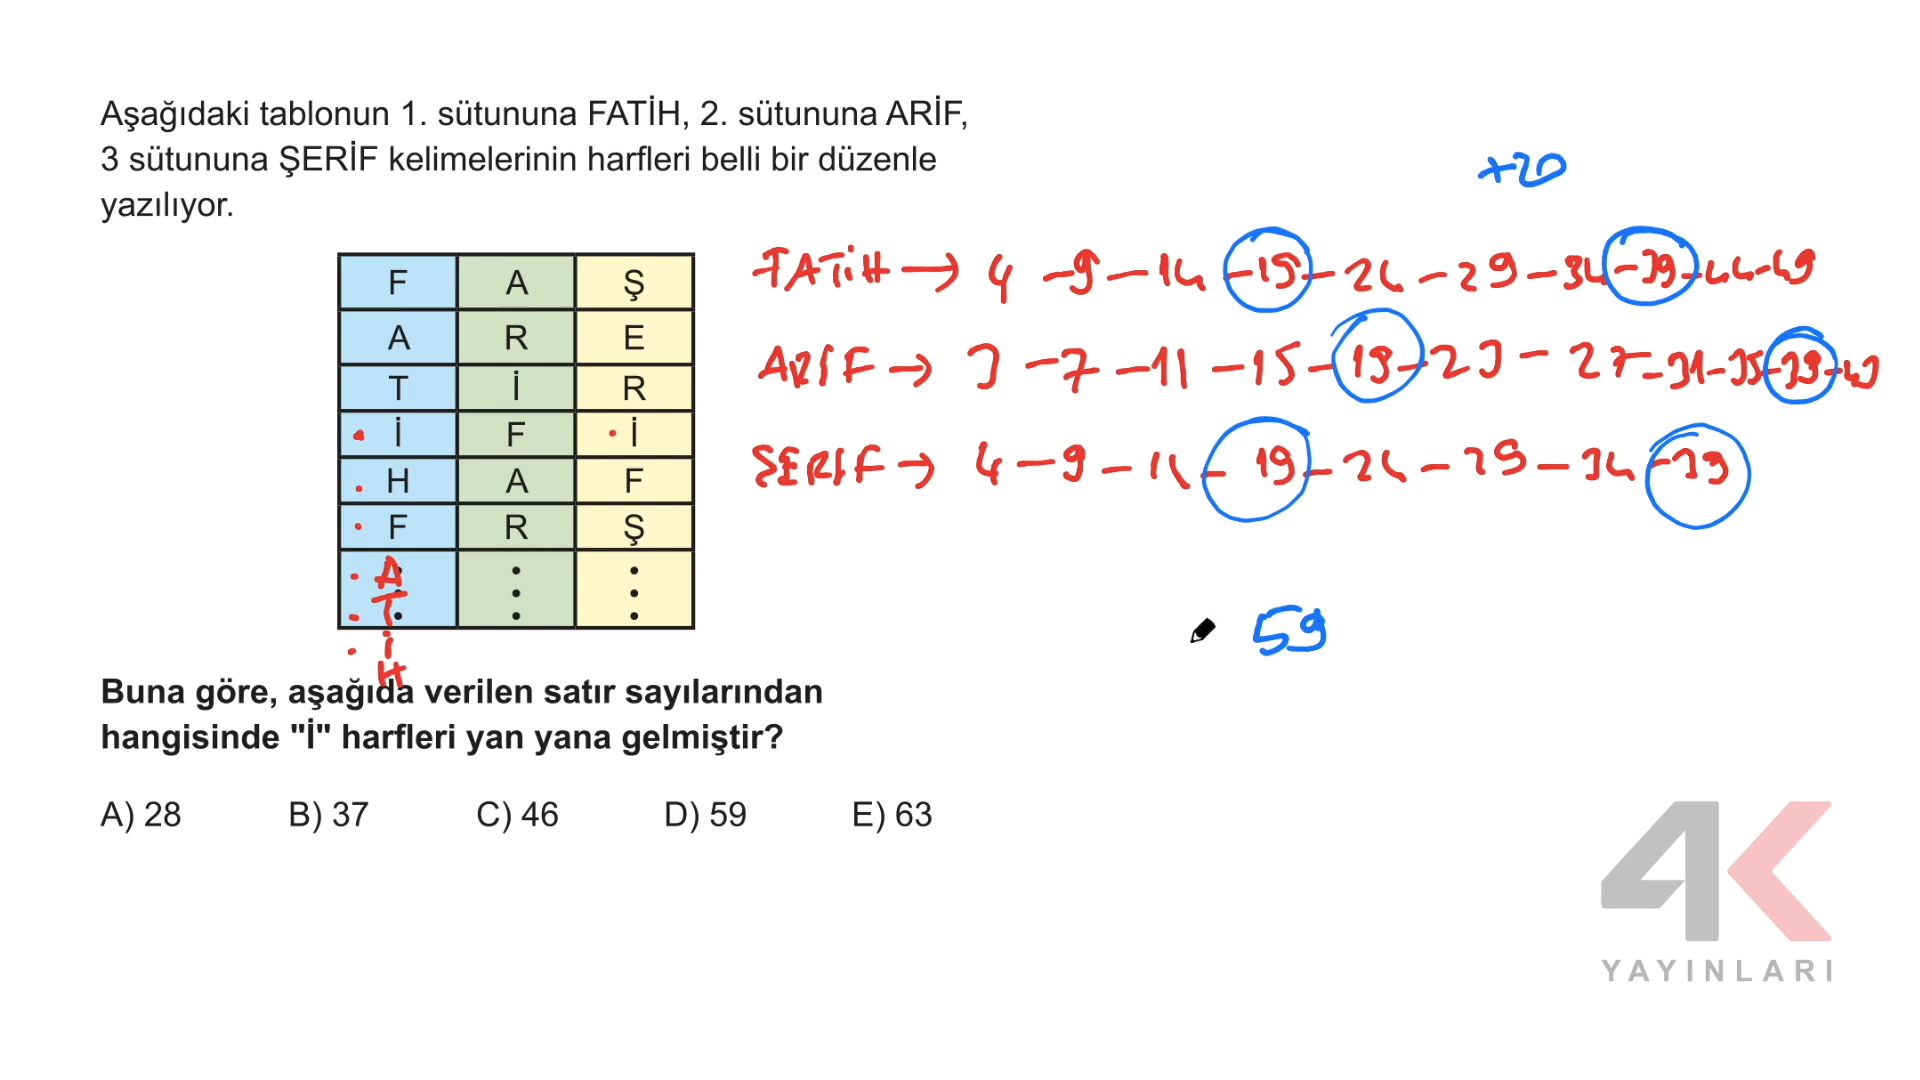 Aşağıdaki tablonun 1. sütununa FATİH, 2. sütununa ARİF,
3 sütununa ŞERİF kelimelerinin harfleri belli bir düzenle
yazılıyor.
+20
FATİH → 4 - 9 - 14 - 19 - 24 - 29 - 34 - 39 - 44 - 49
ARİF → 3 - 7 - 11 - 15 - 19 - 23 - 27 - 31 - 35 - 39 - 43
ŞERİF → 4 - 9 - 14 - 19 - 24 - 29 - 34 - 39
F A Ş
A R E
T İ R
İ F İ
H A F
F R Ş
A
T
İ
H
59
Buna göre, aşağıda verilen satır sayılarından
hangisinde "İ" harfleri yan yana gelmiştir?
A) 28 B) 37 C) 46 D) 59 E) 63
4K
YAYINLARI